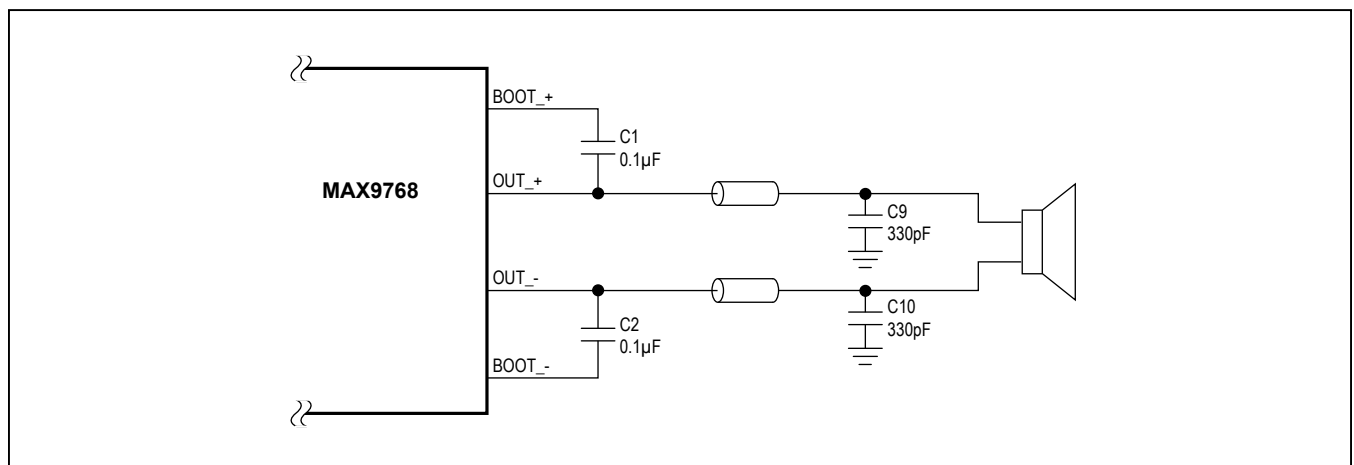 BOOT_+
C1
0.1µF
MAX9768
OUT_+
C9
330pF
OUT_-
C10
330pF
C2
0.1µF
BOOT_-